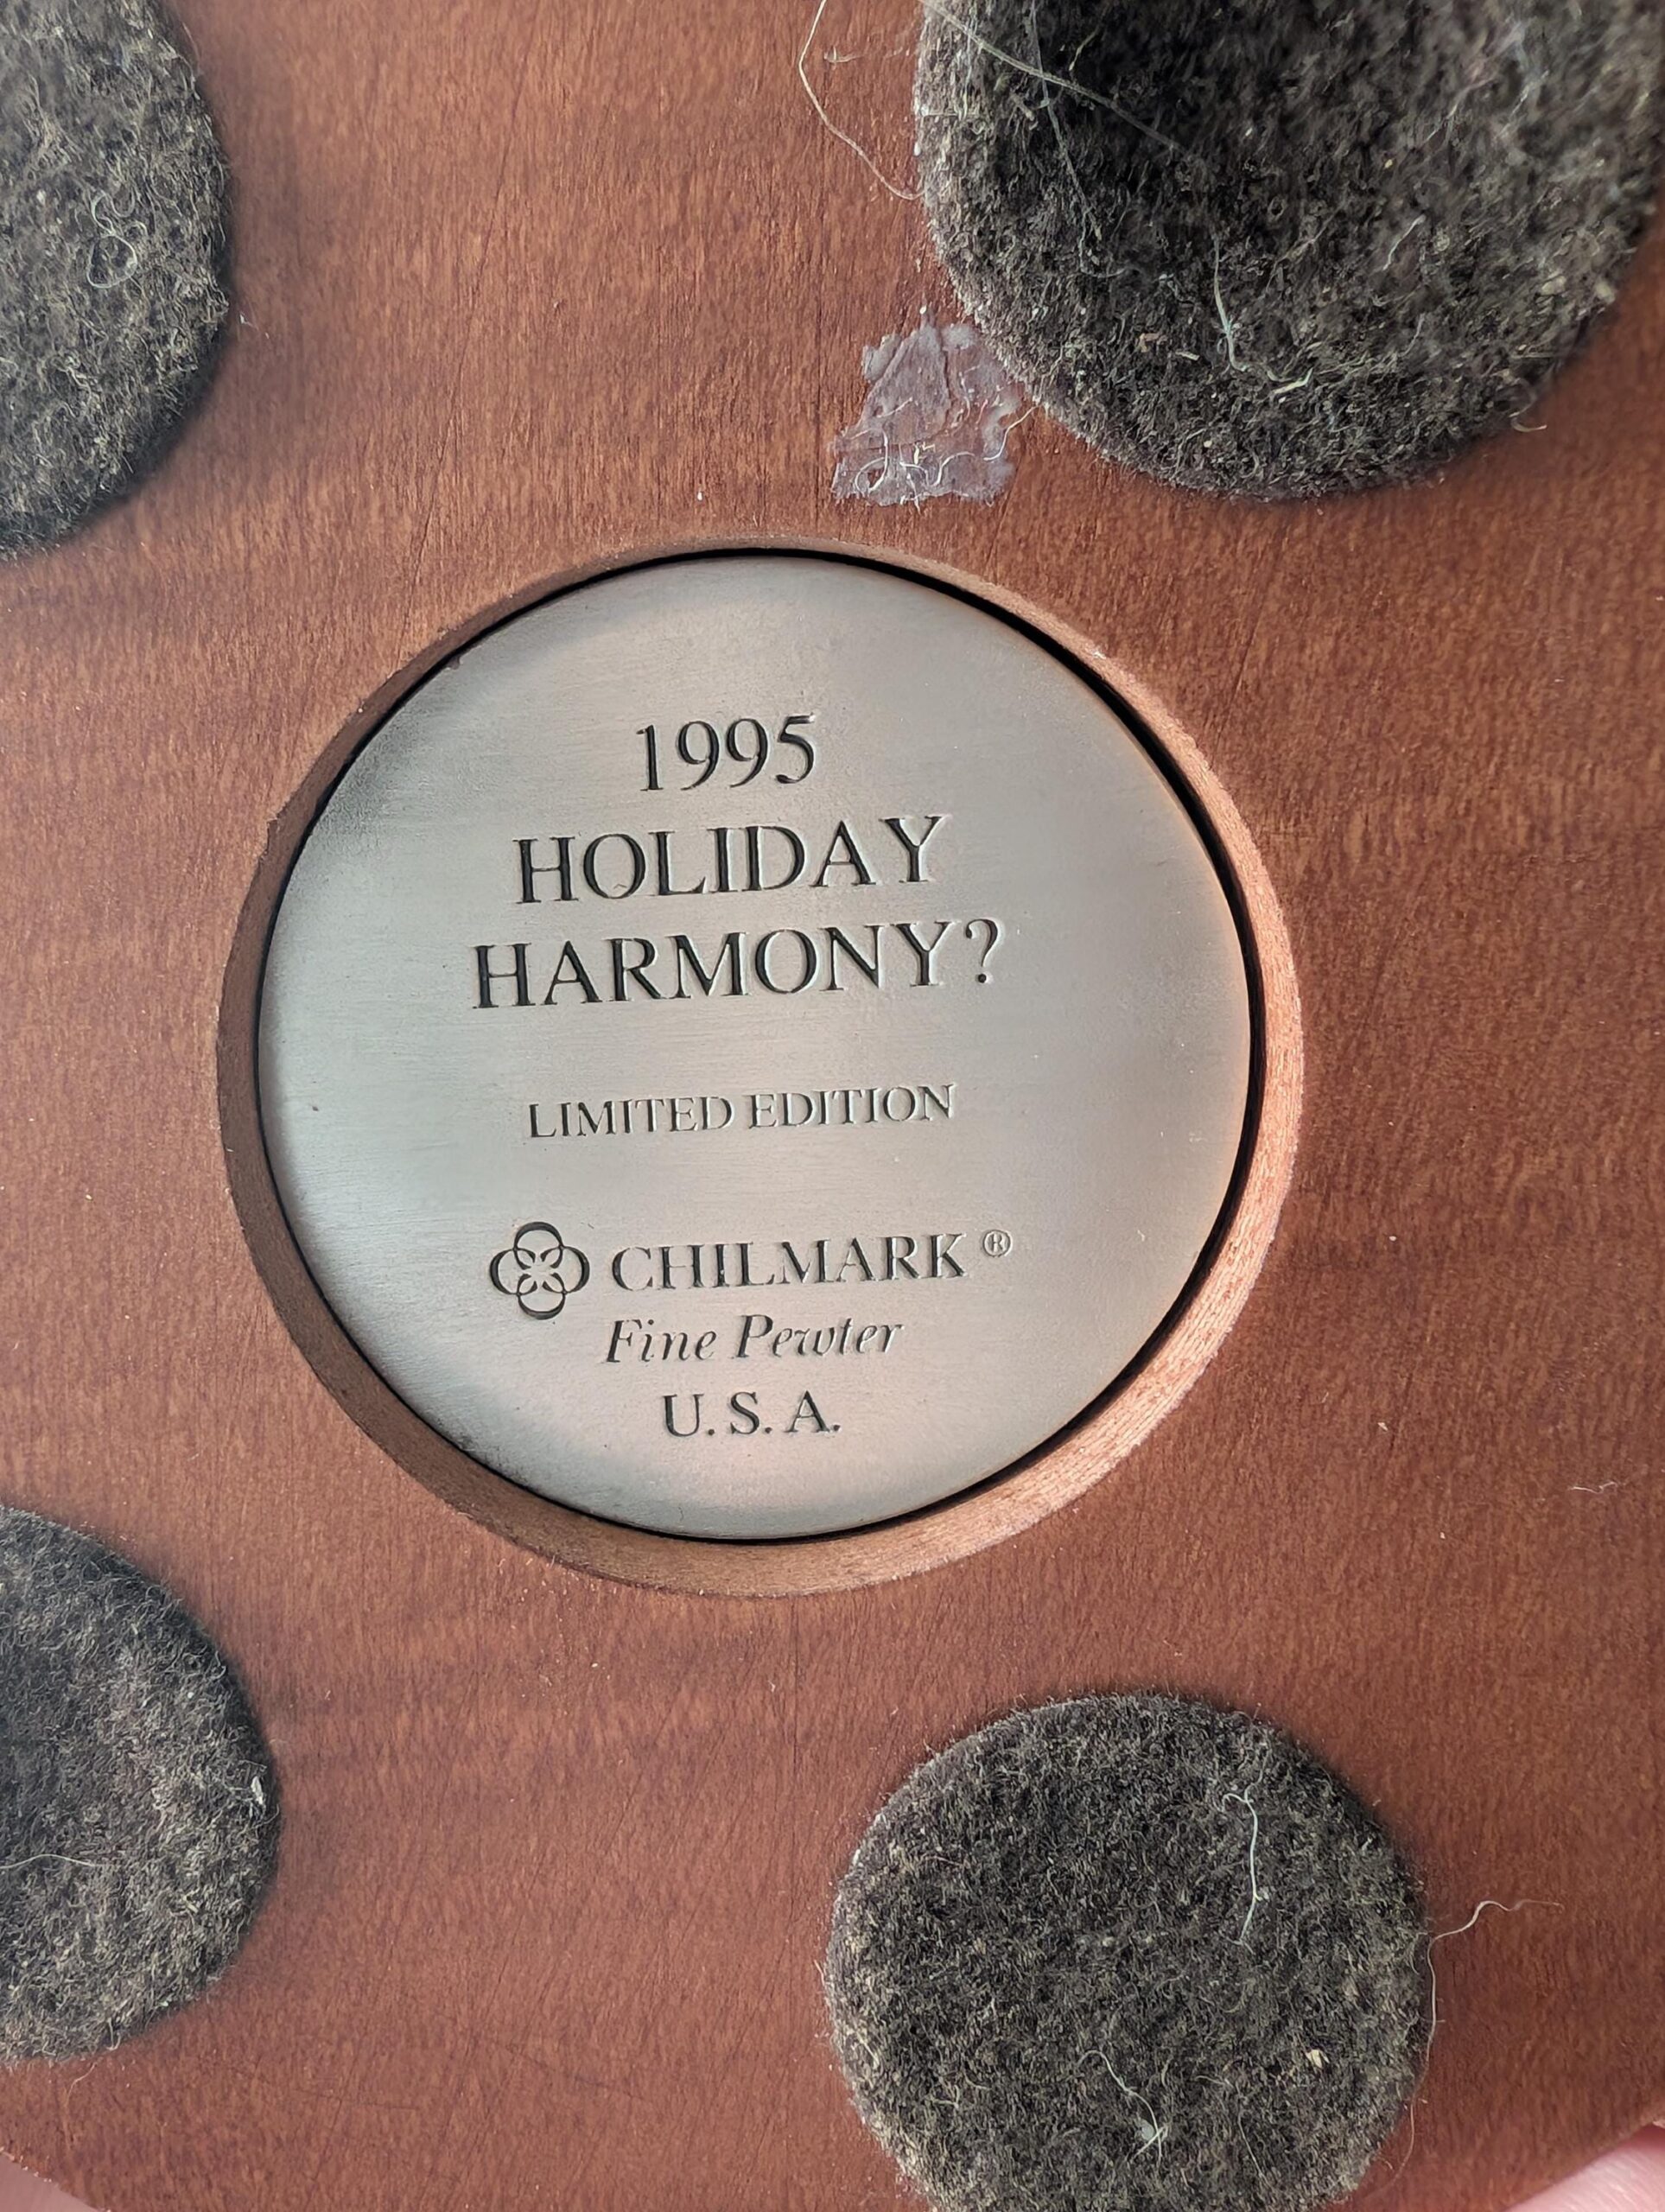 1995
HOLIDAY
HARMONY?
LIMITED EDITION
CHILMARK ®
Fine Pewter
U.S.A.